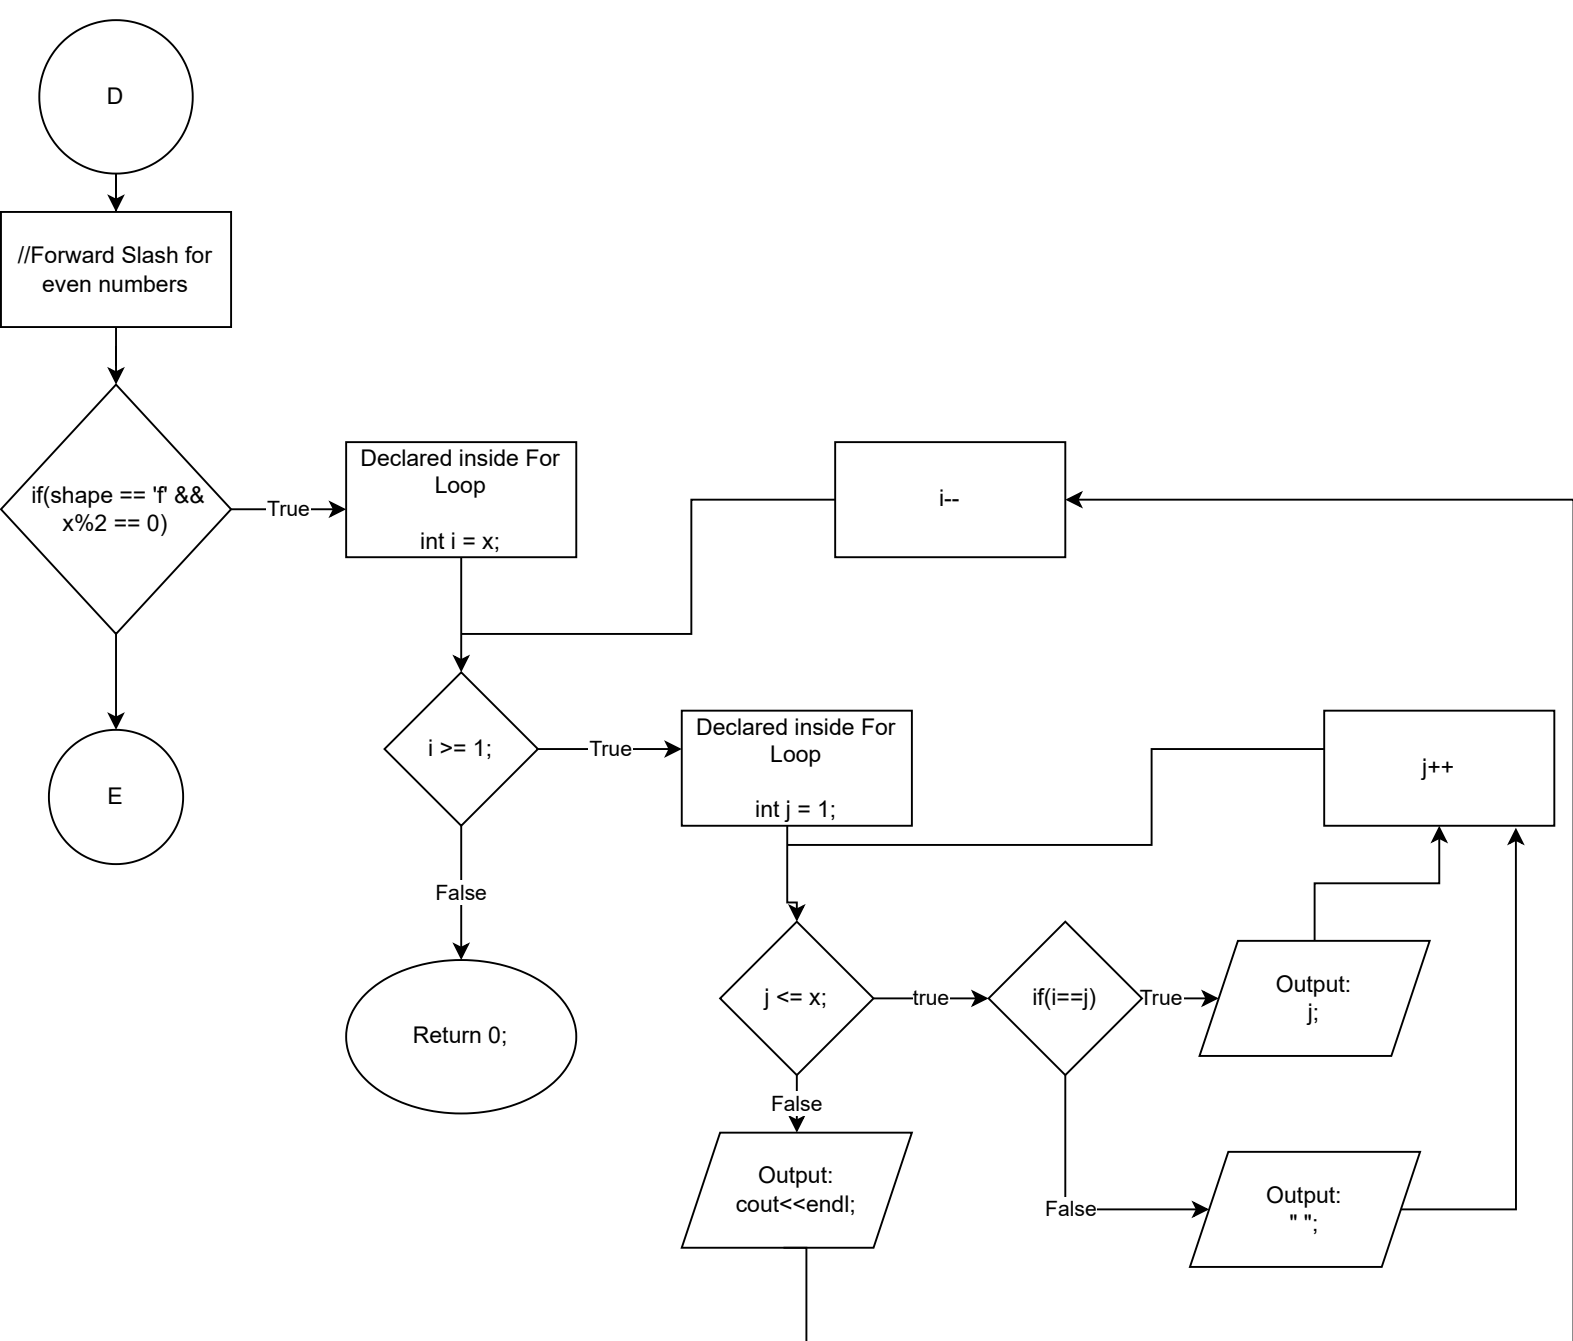 D
//Forward Slash for
even numbers
if(shape == 'f' &&
x%2 == 0)
True
Declared inside For
Loop
int i = x;
i--
E
i >= 1;
True
Declared inside For
Loop
int j = 1;
j++
False
Return 0;
j <= x;
true
if(i==j)
True
Output:
j;
False
Output:
cout<<endl;
False
Output:
" ";